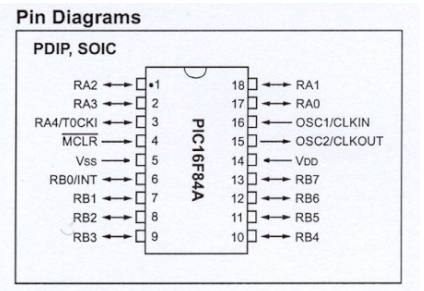 Pin Diagrams
PDIP, SOIC
RA2 1 18 RA1
RA3 2 17 RA0
RA4/T0CKI 3 16 OSC1/CLKIN
MCLR 4 15 OSC2/CLKOUT
VSS 5 14 VDD
RB0/INT 6 13 RB7
RB1 7 12 RB6
RB2 8 11 RB5
RB3 9 10 RB4
PIC16F84A